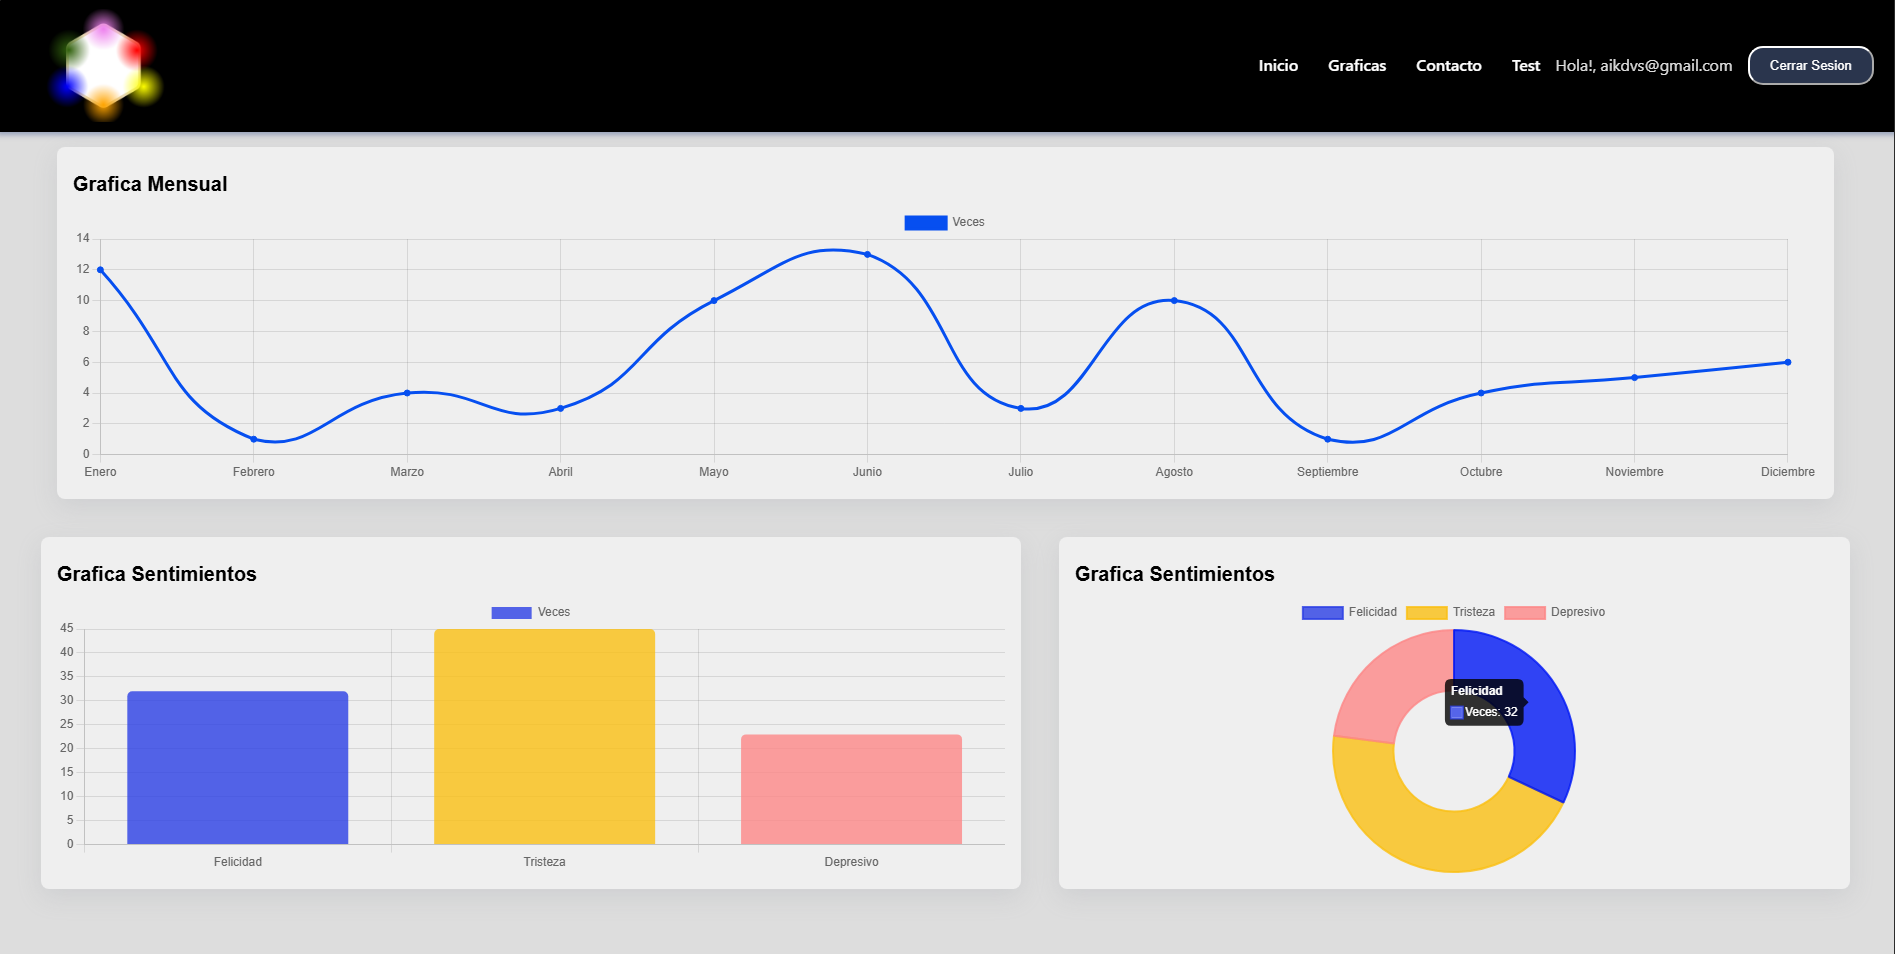 Inicio Graficas Contacto Test Hola!, aikdvs@gmail.com Cerrar Sesion
Grafica Mensual
Veces
14
12
10
8
6
4
2
0
Enero Febrero Marzo Abril Mayo Junio Julio Agosto Septiembre Octubre Noviembre Diciembre
Grafica Sentimientos
Veces
45
40
35
30
25
20
15
10
5
0
Felicidad Tristeza Depresivo
Grafica Sentimientos
Felicidad Tristeza Depresivo
Felicidad
Veces: 32